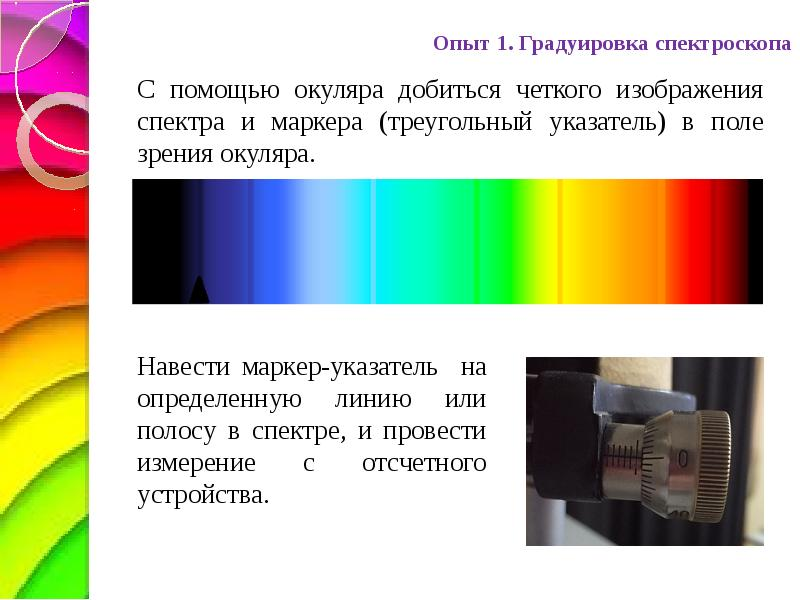 Опыт 1. Градуировка спектроскопа
С помощью окуляра добиться четкого изображения
спектра и маркера (треугольный указатель) в поле
зрения окуляра.
Навести маркер-указатель на
определенную линию или
полосу в спектре, и провести
измерение с отсчетного
устройства.
0